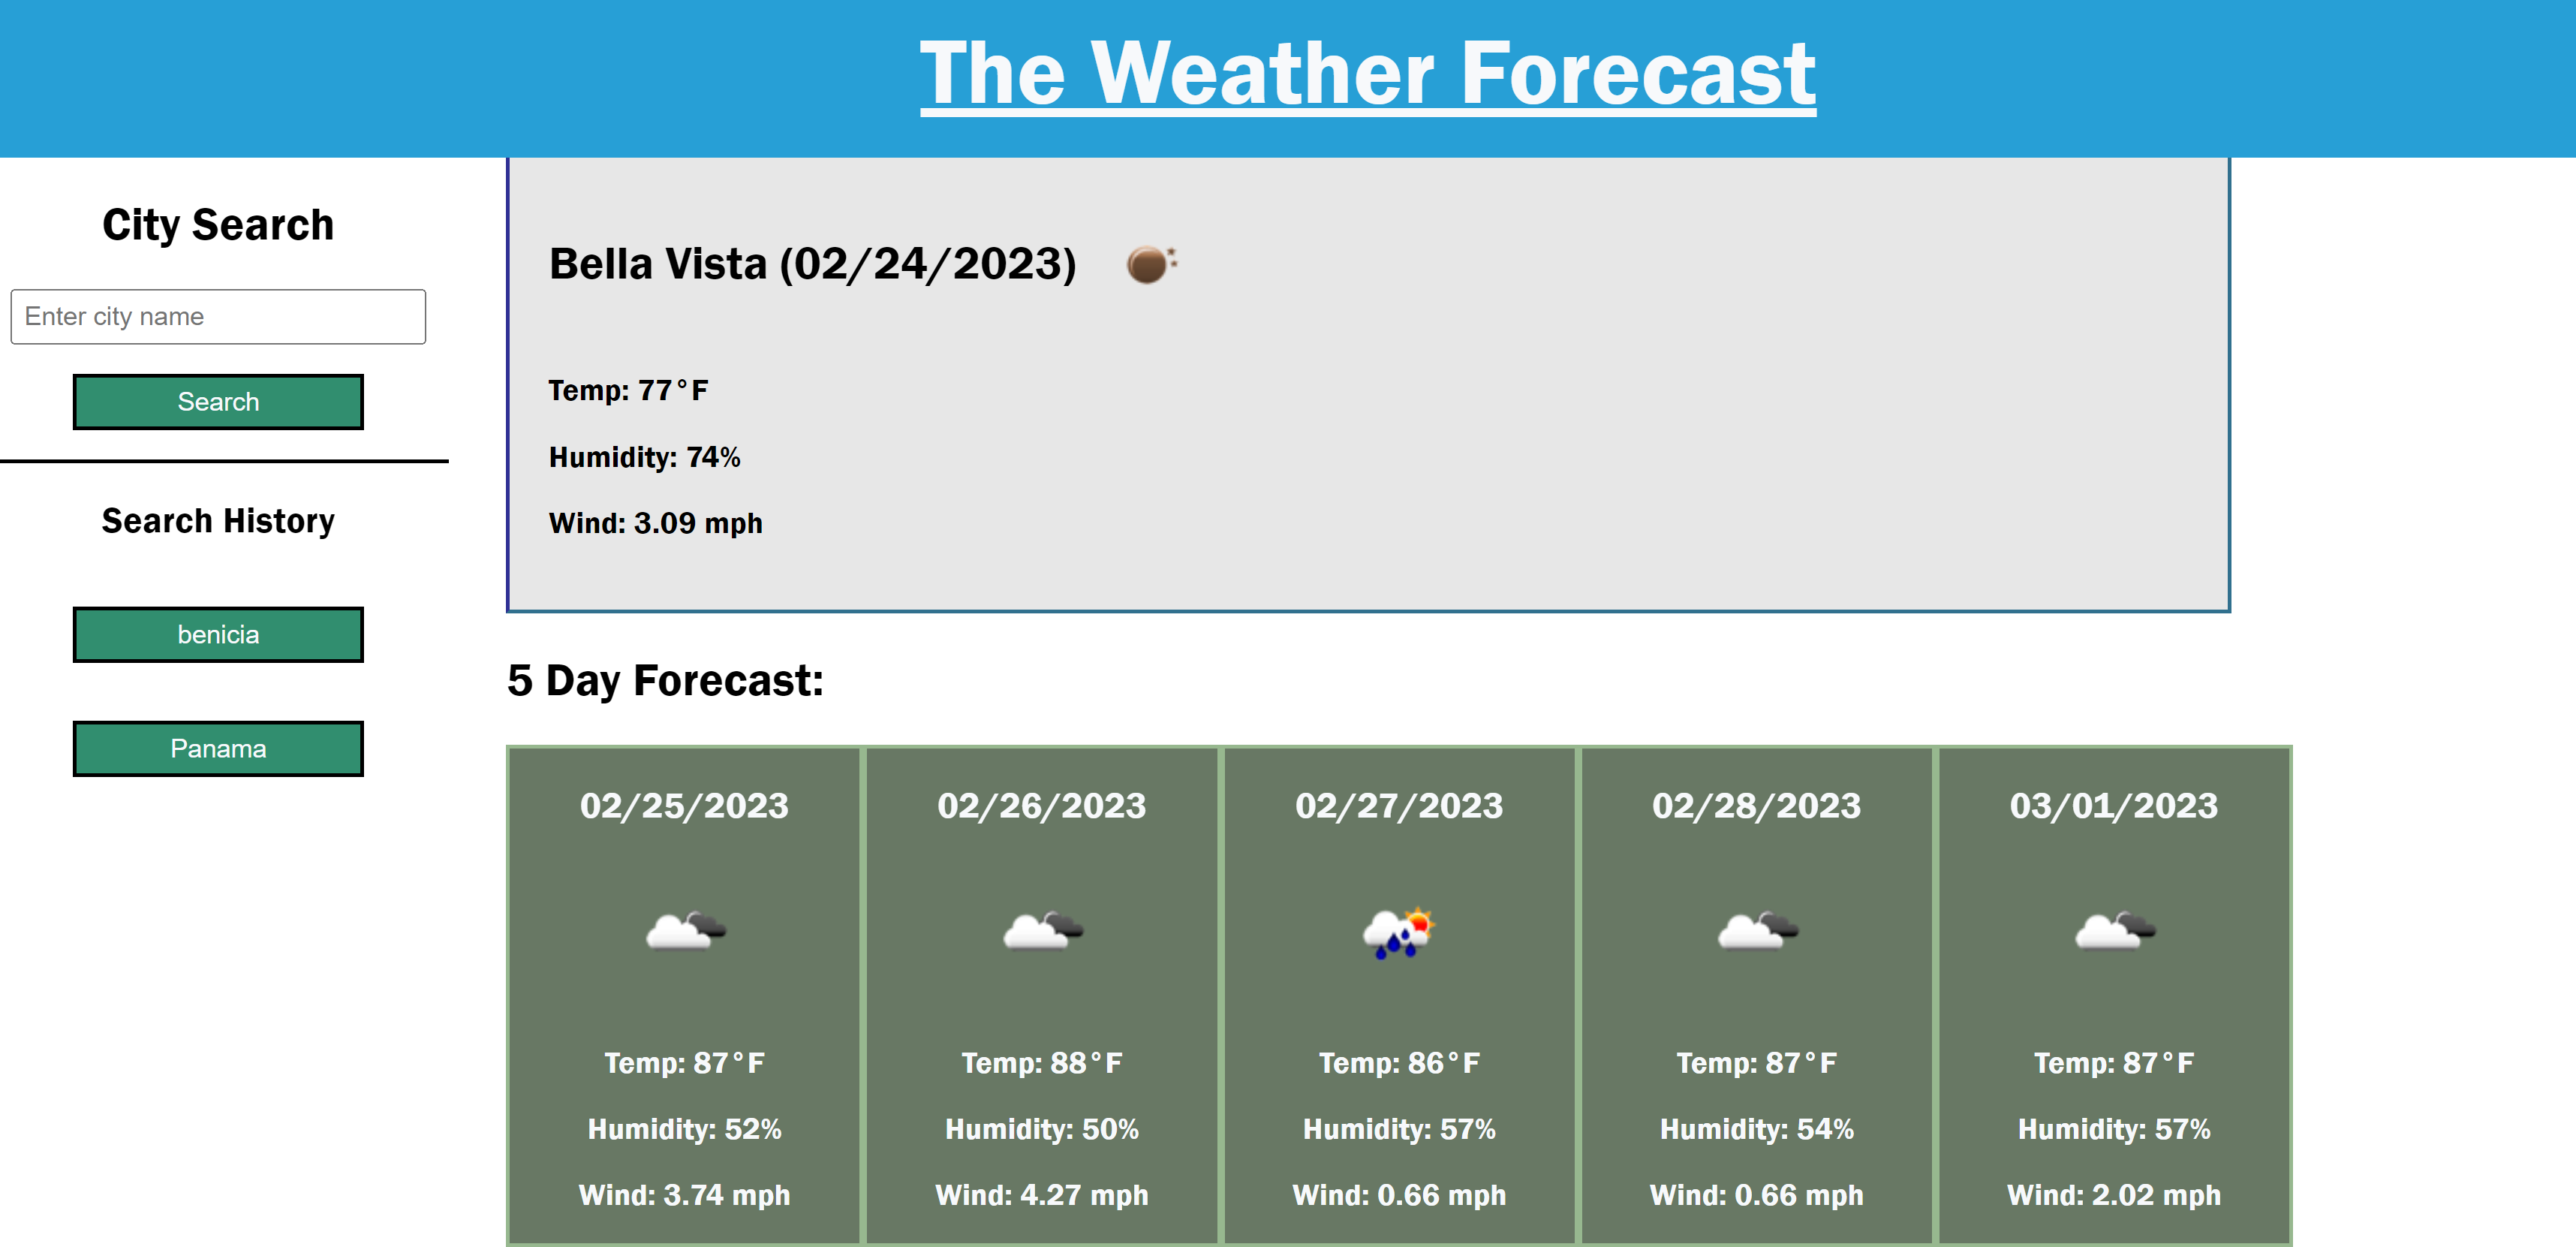 The Weather Forecast
City Search
Enter city name
Search
Search History
benicia
Panama
Bella Vista (02/24/2023)
Temp: 77°F
Humidity: 74%
Wind: 3.09 mph
5 Day Forecast:
02/25/2023
Temp: 87°F
Humidity: 52%
Wind: 3.74 mph
02/26/2023
Temp: 88°F
Humidity: 50%
Wind: 4.27 mph
02/27/2023
Temp: 86°F
Humidity: 57%
Wind: 0.66 mph
02/28/2023
Temp: 87°F
Humidity: 54%
Wind: 0.66 mph
03/01/2023
Temp: 87°F
Humidity: 57%
Wind: 2.02 mph